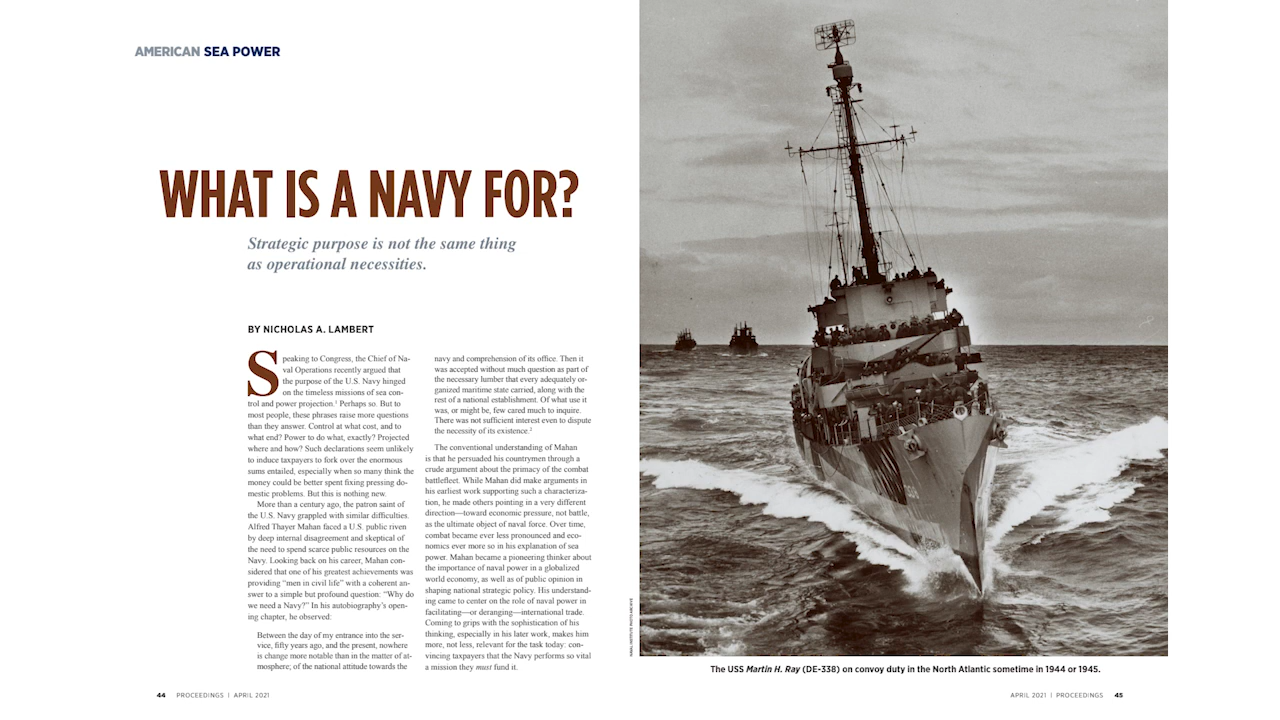 AMERICAN SEA POWER
WHAT IS A NAVY FOR?
Strategic purpose is not the same thing
as operational necessities.
BY NICHOLAS A. LAMBERT
Speaking to Congress, the Chief of Na-
val Operations recently argued that
the purpose of the U.S. Navy hinged
on the timeless missions of sea con-
trol and power projection.¹ Perhaps so. But to
most people, these phrases raise more questions
than they answer. Control at what cost, and to
what end? Power to do what, exactly? Projected
where and how? Such declarations seem unlikely
to induce taxpayers to fork over the enormous
sums entailed, especially when so many think the
money could be better spent fixing pressing do-
mestic problems. But this is nothing new.
More than a century ago, the patron saint of
the U.S. Navy grappled with similar difficulties.
Alfred Thayer Mahan faced a U.S. public riven
by deep internal disagreement and skeptical of
the need to spend scarce public resources on the
Navy. Looking back on his career, Mahan con-
sidered that one of his greatest achievements was
providing “men in civil life” with a coherent an-
swer to a simple but profound question: “Why do
we need a Navy?” In his autobiography’s open-
ing chapter, he observed:
Between the day of my entrance into the ser-
vice, fifty years ago, and the present, nowhere
is change more notable than in the matter of at-
mosphere; of the national attitude towards the
navy and comprehension of its office. Then it
was accepted without much question as part of
the necessary lumber that every adequately or-
ganized maritime state carried, along with the
rest of a national establishment. Of what use it
was, or might be, few cared much to inquire.
There was not sufficient interest even to dispute
the necessity of its existence.²
The conventional understanding of Mahan
is that he persuaded his countrymen through a
crude argument about the primacy of the combat
battlefleet. While Mahan did make arguments in
his earliest work supporting such a characteriza-
tion, he made others pointing in a very different
direction—toward economic pressure, not battle,
as the ultimate object of naval force. Over time,
combat became ever less pronounced and eco-
nomics ever more so in his explanation of sea
power. Mahan became a pioneering thinker about
the importance of naval power in a globalized
world economy, as well as of public opinion in
shaping national strategic policy. His understand-
ing came to center on the role of naval power in
facilitating—or deranging—international trade.
Coming to grips with the sophistication of his
thinking, especially in his later work, makes him
more, not less, relevant for the task today: con-
vincing taxpayers that the Navy performs so vital
a mission they must fund it.
NAVAL INSTITUTE PHOTO ARCHIVE
The USS Martin H. Ray (DE-338) on convoy duty in the North Atlantic sometime in 1944 or 1945.
44 PROCEEDINGS | APRIL 2021
APRIL 2021 | PROCEEDINGS 45